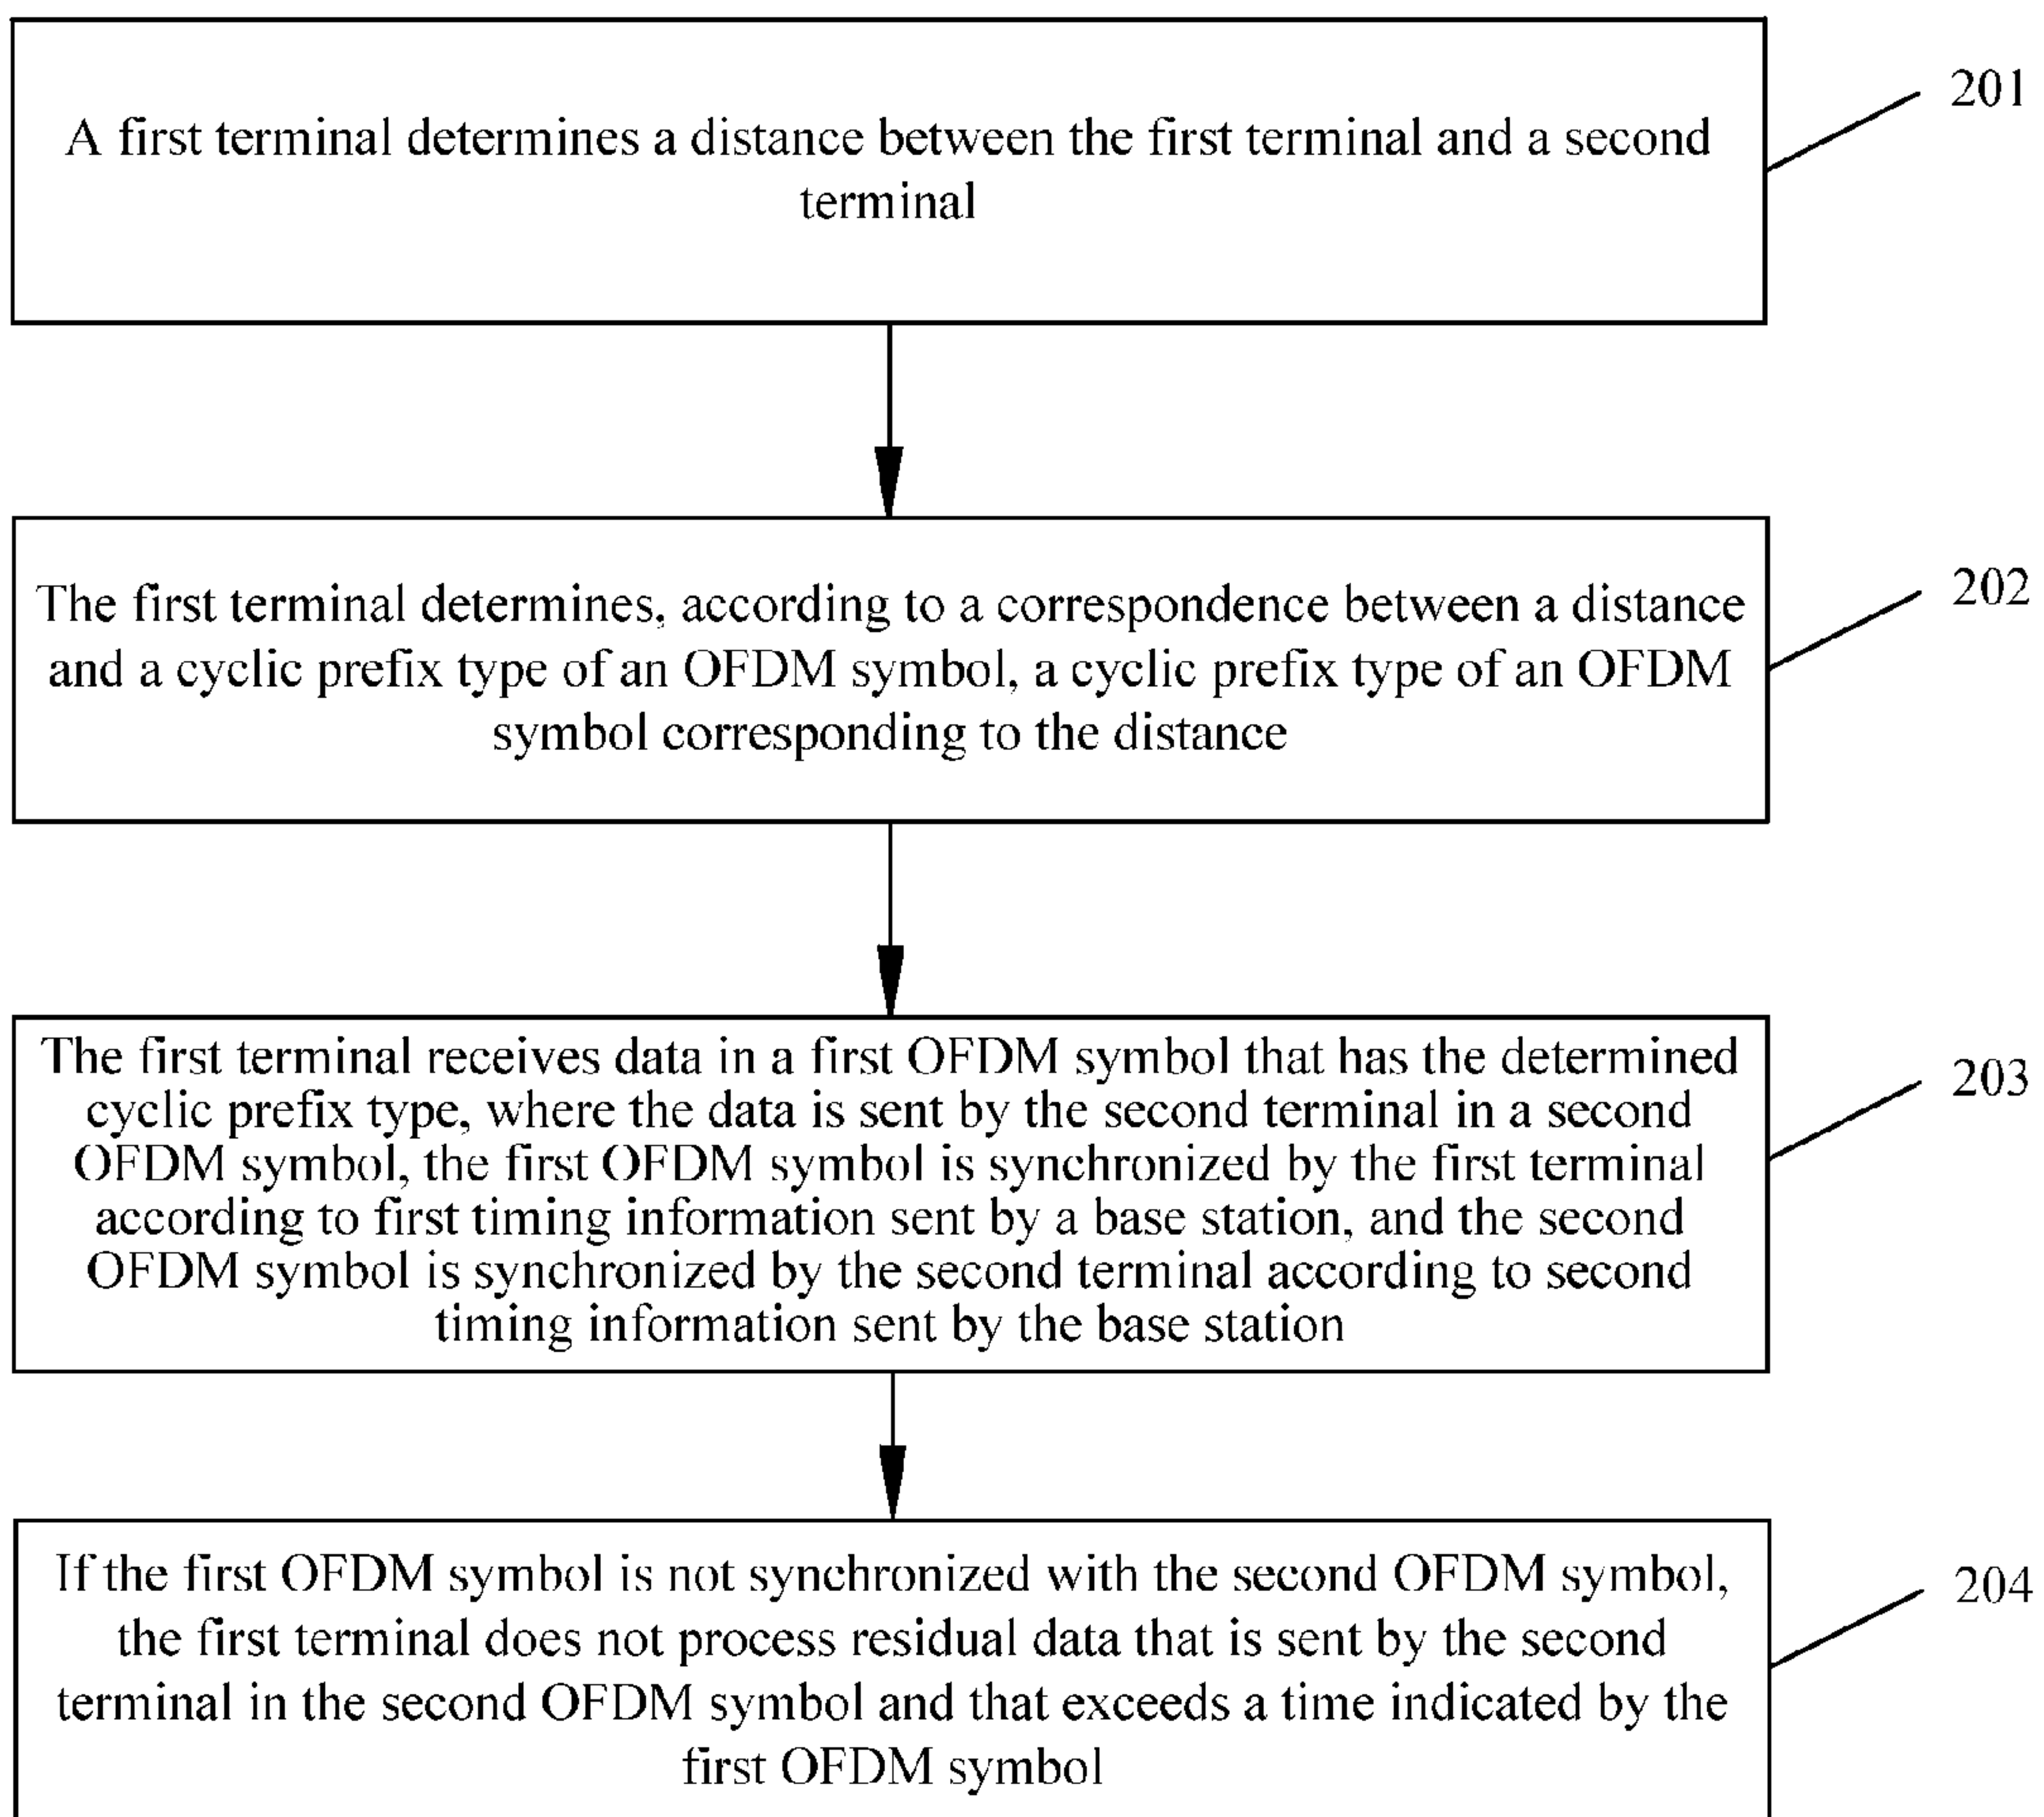 A first terminal determines a distance between the first terminal and a second
terminal
201
The first terminal determines, according to a correspondence between a distance
and a cyclic prefix type of an OFDM symbol, a cyclic prefix type of an OFDM
symbol corresponding to the distance
202
The first terminal receives data in a first OFDM symbol that has the determined
cyclic prefix type, where the data is sent by the second terminal in a second
OFDM symbol, the first OFDM symbol is synchronized by the first terminal
according to first timing information sent by a base station, and the second
OFDM symbol is synchronized by the second terminal according to second
timing information sent by the base station
203
If the first OFDM symbol is not synchronized with the second OFDM symbol,
the first terminal does not process residual data that is sent by the second
terminal in the second OFDM symbol and that exceeds a time indicated by the
first OFDM symbol
204